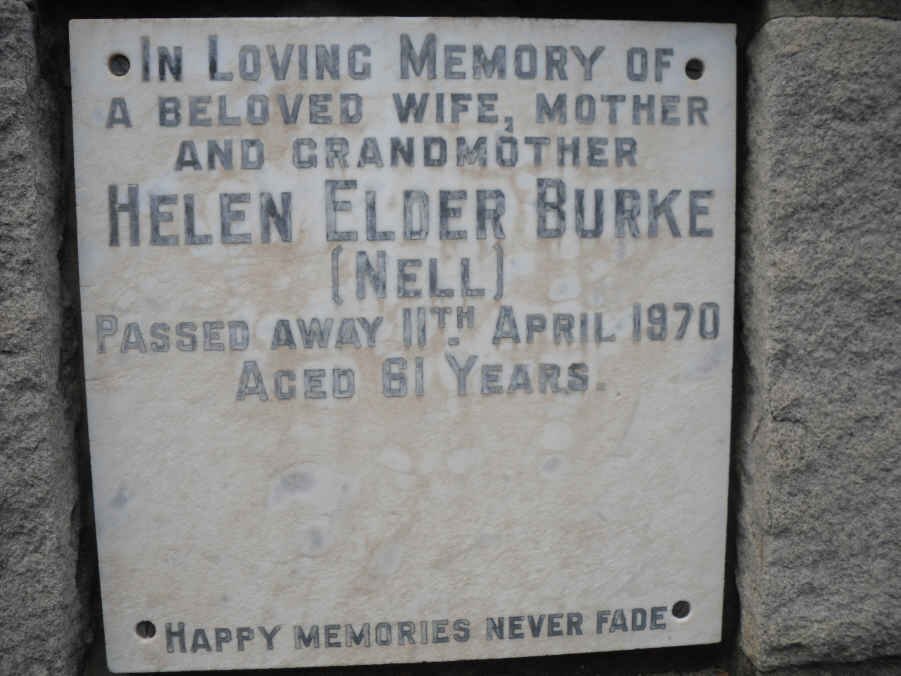 IN LOVING MEMORY OF
A BELOVED WIFE, MOTHER
AND GRANDMOTHER
HELEN ELDER BURKE
(NELL)
PASSED AWAY 11TH. APRIL 1970
AGED 61 YEARS.
HAPPY MEMORIES NEVER FADE